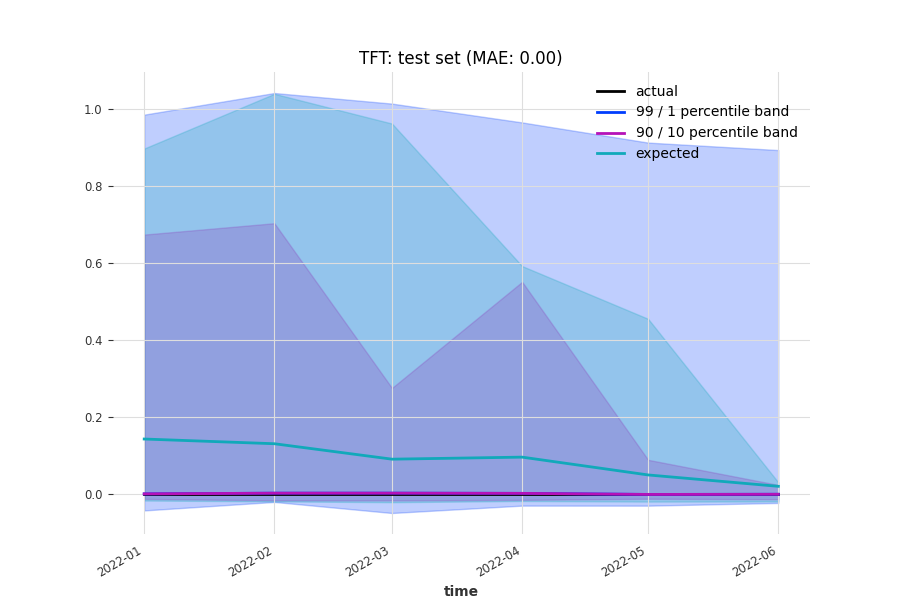 TFT: test set (MAE: 0.00)
actual
99 / 1 percentile band
90 / 10 percentile band
expected
1.0
0.8
0.6
0.4
0.2
0.0
2022-01
2022-02
2022-03
2022-04
2022-05
2022-06
time